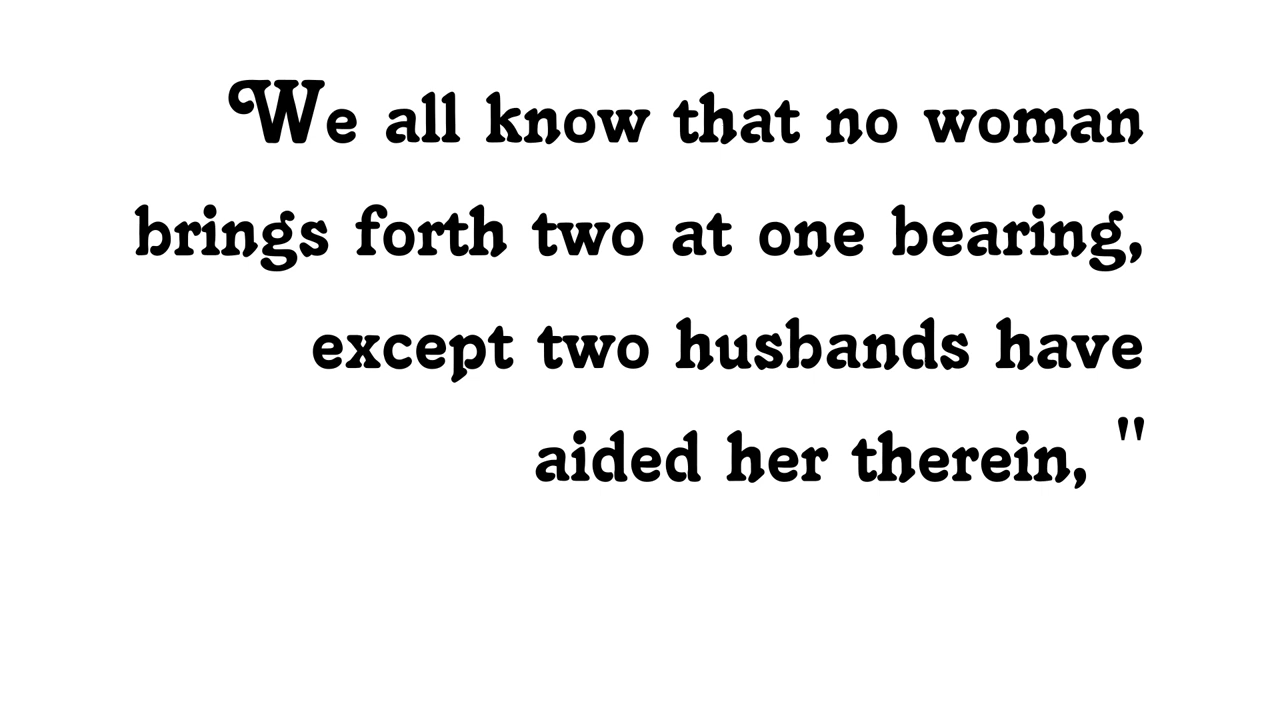 We all know that no woman
brings forth two at one bearing,
except two husbands have
aided her therein, "